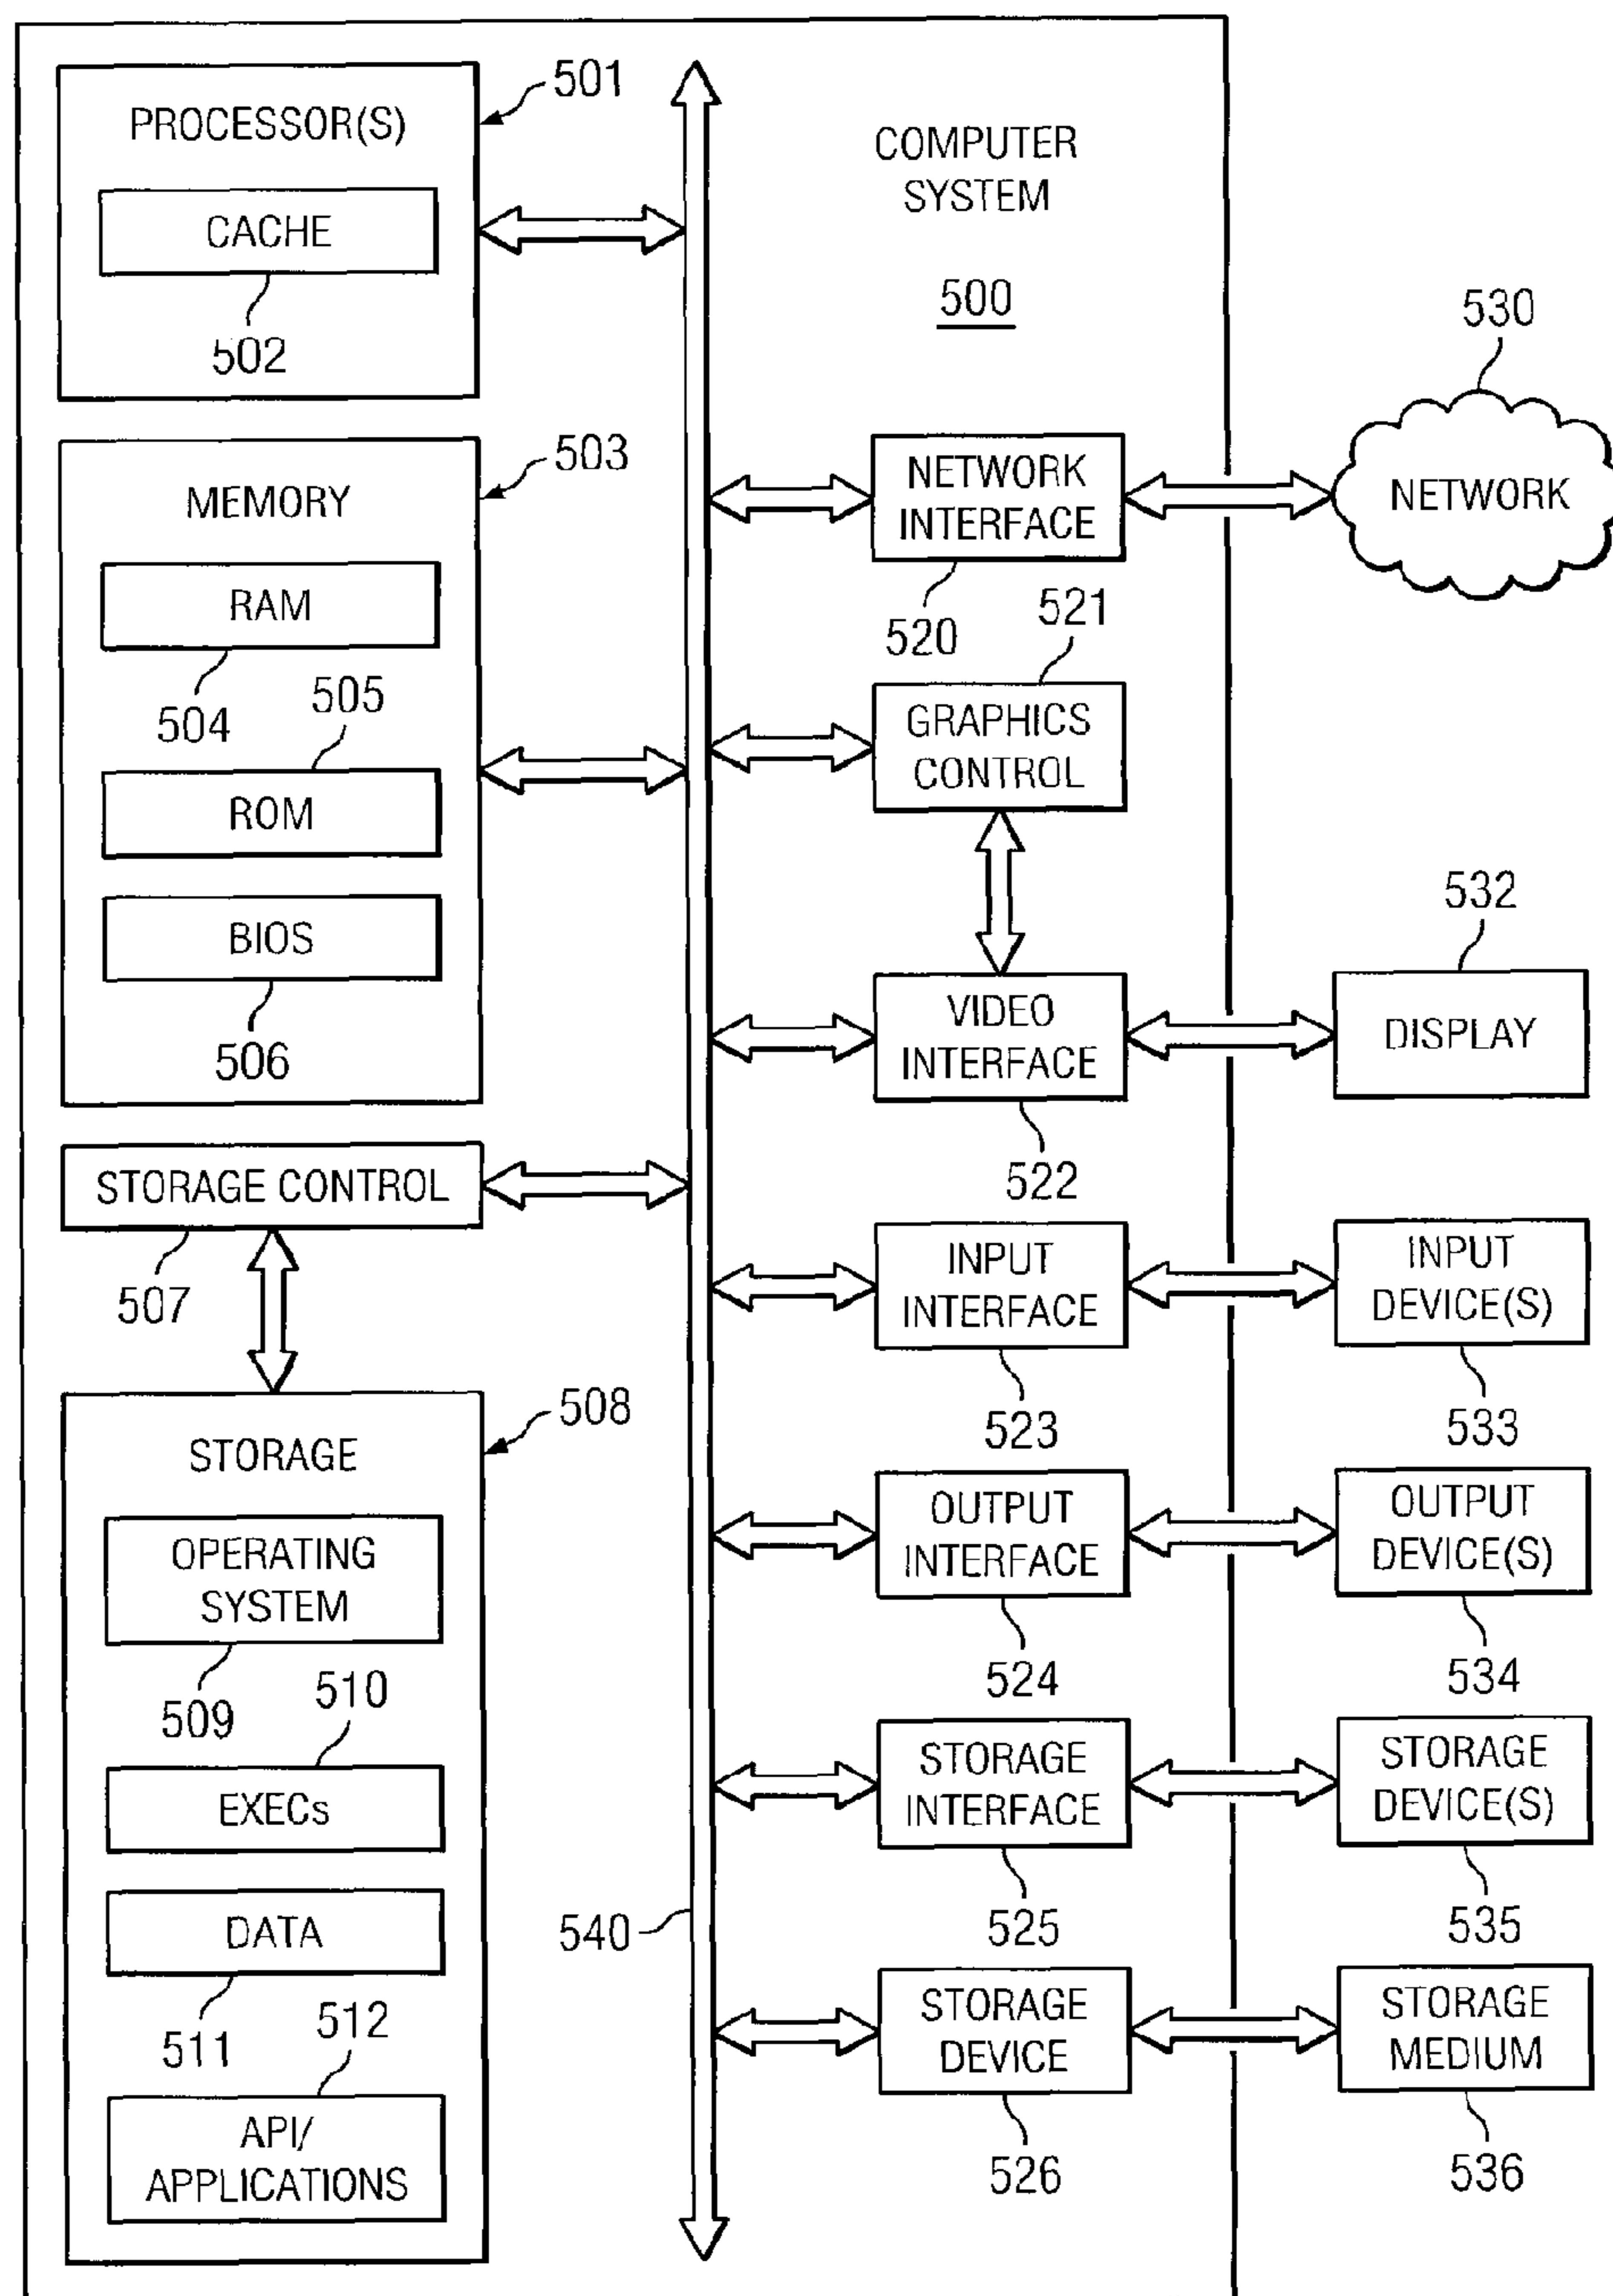 PROCESSOR(S)
501
CACHE
502
MEMORY
503
RAM
504
505
ROM
BIOS
506
STORAGE CONTROL
507
STORAGE
508
OPERATING
SYSTEM
509
510
EXECs
DATA
511
512
API/
APPLICATIONS
540
COMPUTER
SYSTEM
500
NETWORK
INTERFACE
520
530
NETWORK
521
GRAPHICS
CONTROL
VIDEO
INTERFACE
522
532
DISPLAY
INPUT
INTERFACE
523
INPUT
DEVICE(S)
533
OUTPUT
INTERFACE
524
OUTPUT
DEVICE(S)
534
STORAGE
INTERFACE
525
STORAGE
DEVICE(S)
535
STORAGE
DEVICE
526
STORAGE
MEDIUM
536